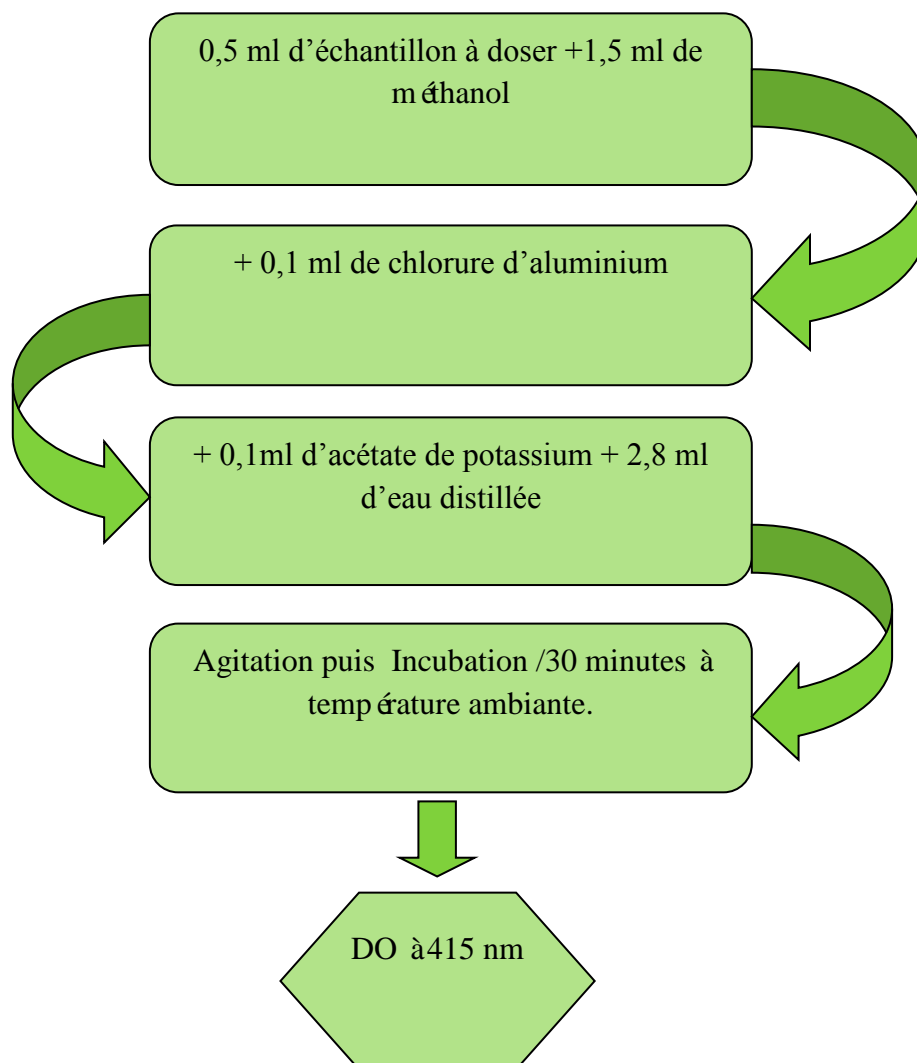 0,5 ml d’échantillon à doser +1,5 ml de
méthanol
+ 0,1 ml de chlorure d’aluminium
+ 0,1ml d’acétate de potassium + 2,8 ml
d’eau distillée
Agitation puis Incubation /30 minutes à
température ambiante.
DO à 415 nm